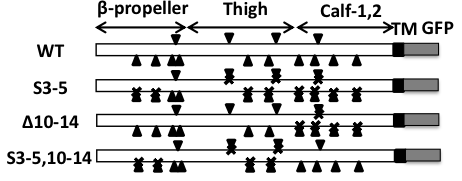 β-propeller Thigh Calf-1,2
TM GFP
WT
S3-5
Δ10-14
S3-5,10-14